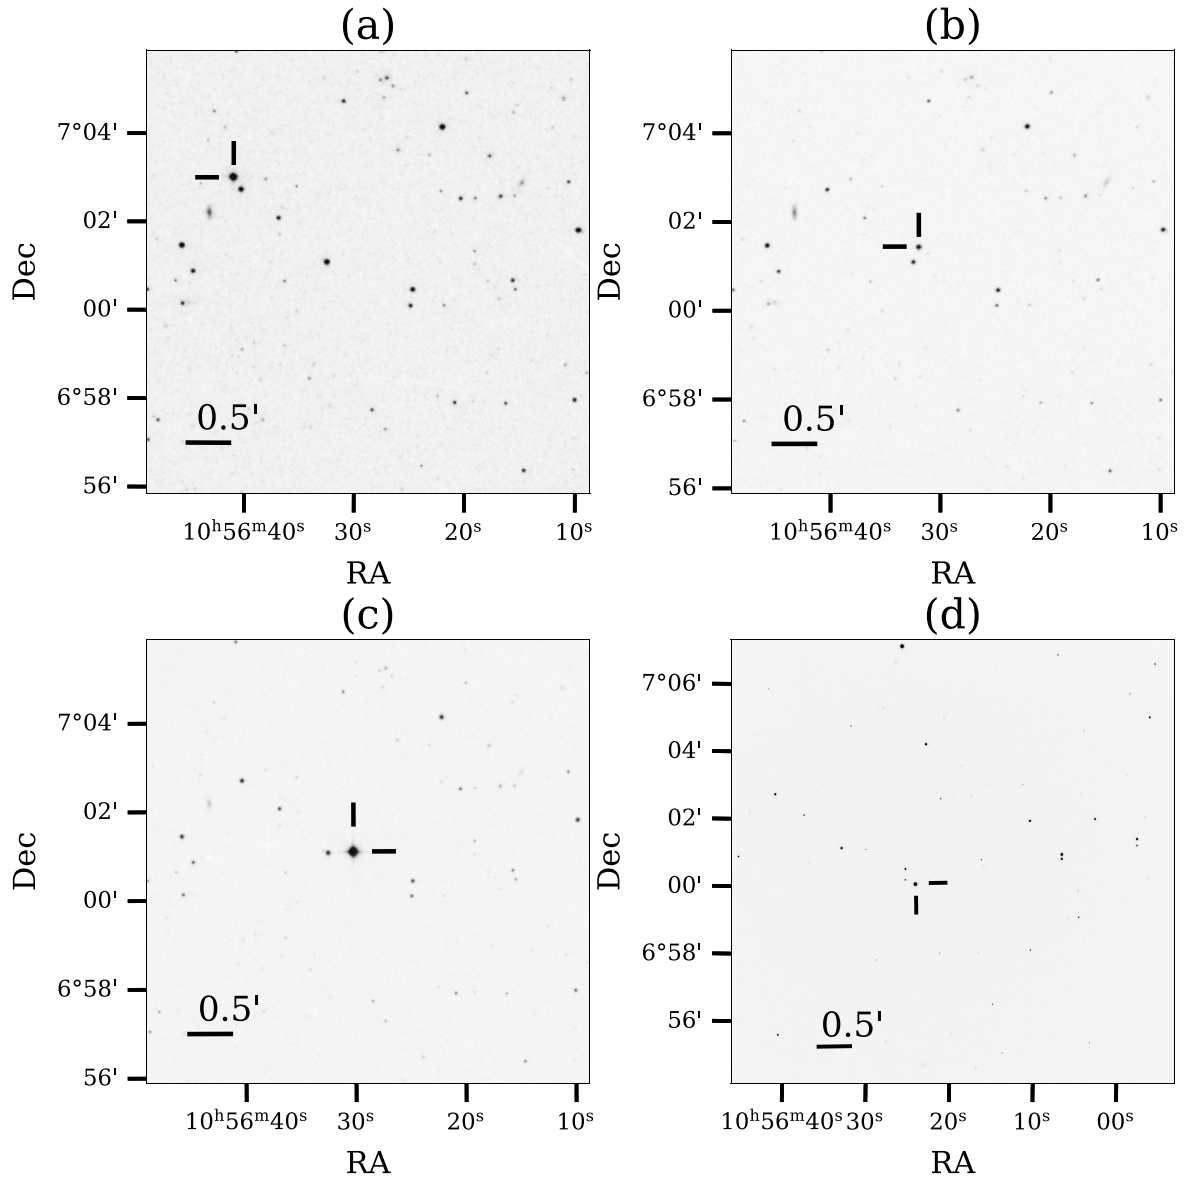 (a)
(b)
7°04'
02'
00'
6°58'
56'
Dec
0.5'
10ʰ56ᵐ40ˢ
30ˢ
20ˢ
10ˢ
RA
7°04'
02'
00'
6°58'
56'
Dec
0.5'
10ʰ56ᵐ40ˢ
30ˢ
20ˢ
10ˢ
RA
(c)
(d)
7°04'
02'
00'
6°58'
56'
Dec
0.5'
10ʰ56ᵐ40ˢ
30ˢ
20ˢ
10ˢ
RA
7°06'
04'
02'
00'
6°58'
56'
Dec
0.5'
10ʰ56ᵐ40ˢ
30ˢ
20ˢ
10ˢ
00ˢ
RA